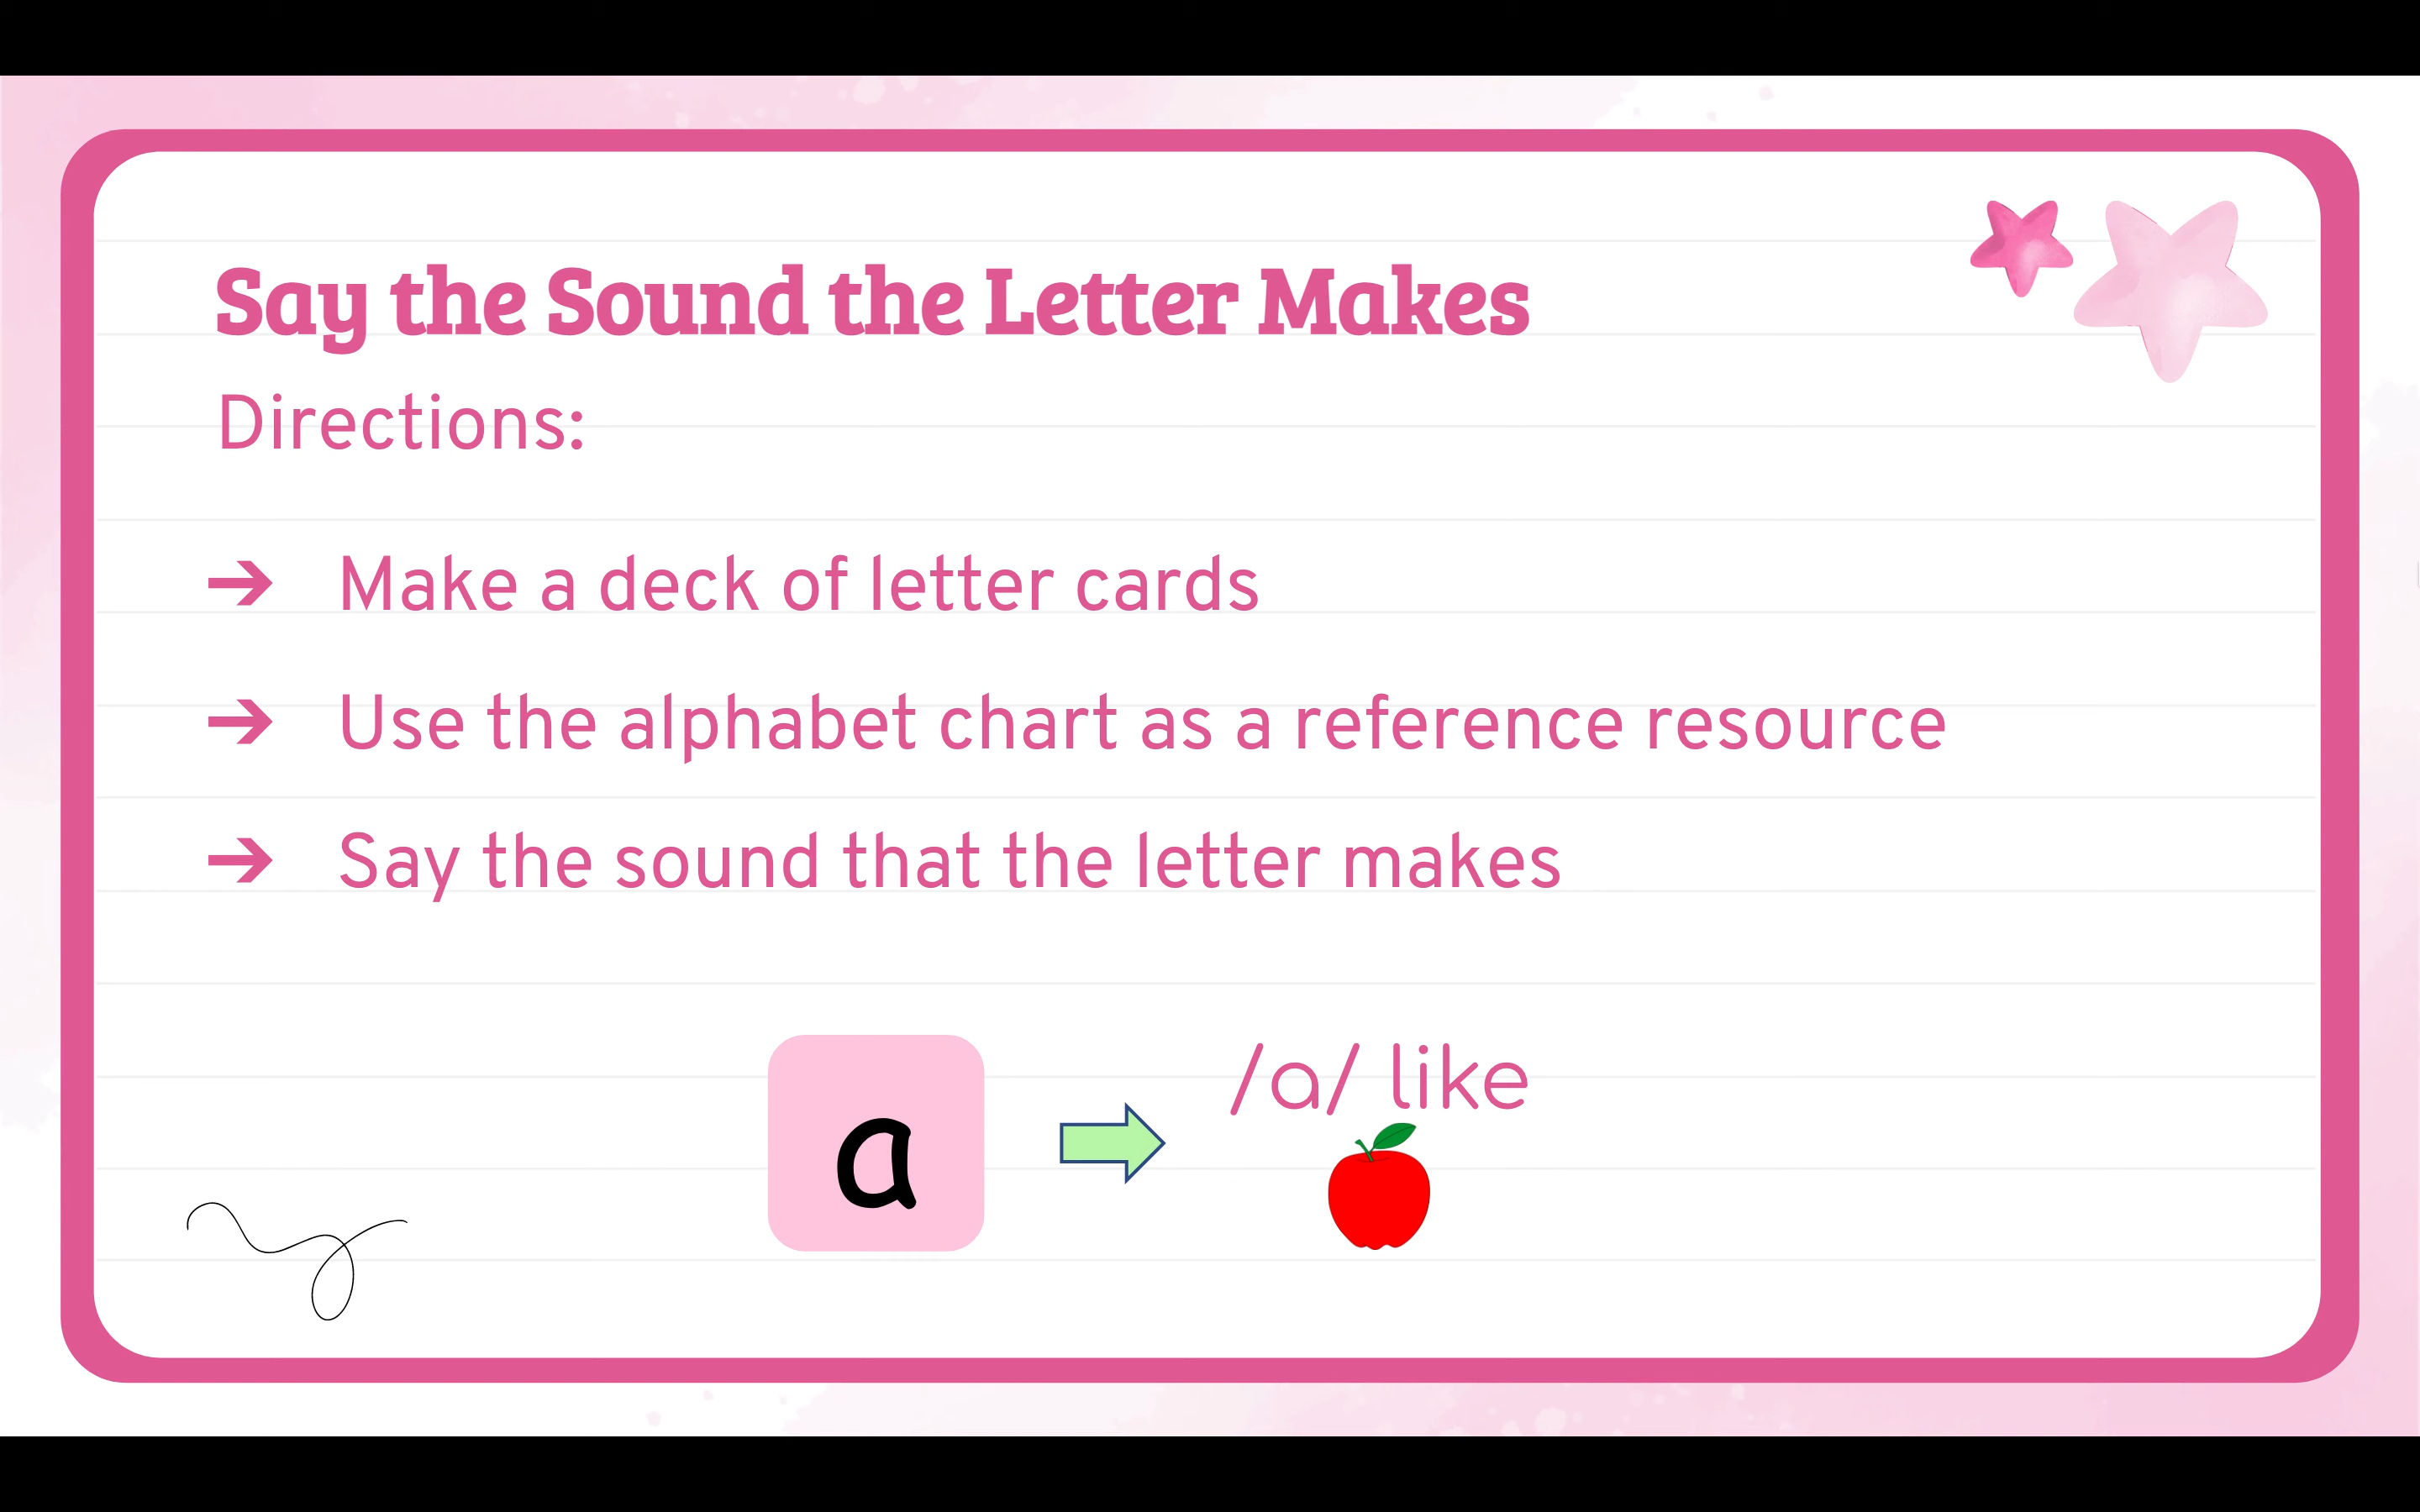 Say the Sound the Letter Makes
Directions:
➔ Make a deck of letter cards
➔ Use the alphabet chart as a reference resource
➔ Say the sound that the letter makes
/a/ like
a